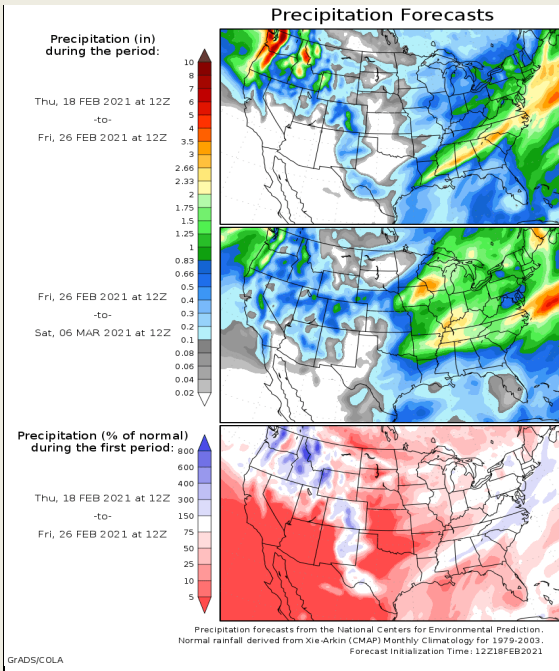 Precipitation Forecasts
Precipitation (in)
during the period:
Thu, 18 FEB 2021 at 12Z
-to-
Fri, 26 FEB 2021 at 12Z
10
8
7
6
5
4
3.5
3
2.66
2.33
2
1.75
1.5
1.25
1
0.83
0.66
0.5
0.4
0.3
0.2
0.1
0.08
0.06
0.04
0.02
Fri, 26 FEB 2021 at 12Z
-to-
Sat, 06 MAR 2021 at 12Z
Precipitation (% of normal)
during the first period:
Thu, 18 FEB 2021 at 12Z
-to-
Fri, 26 FEB 2021 at 12Z
800
600
400
300
150
75
50
25
10
5
Precipitation forecasts from the National Centers for Environmental Prediction.
Normal rainfall derived from Xie-Arkin (CMAP) Monthly Climatology for 1979-2003.
Forecast Initialization Time: 12Z18FEB2021
GrADS/COLA